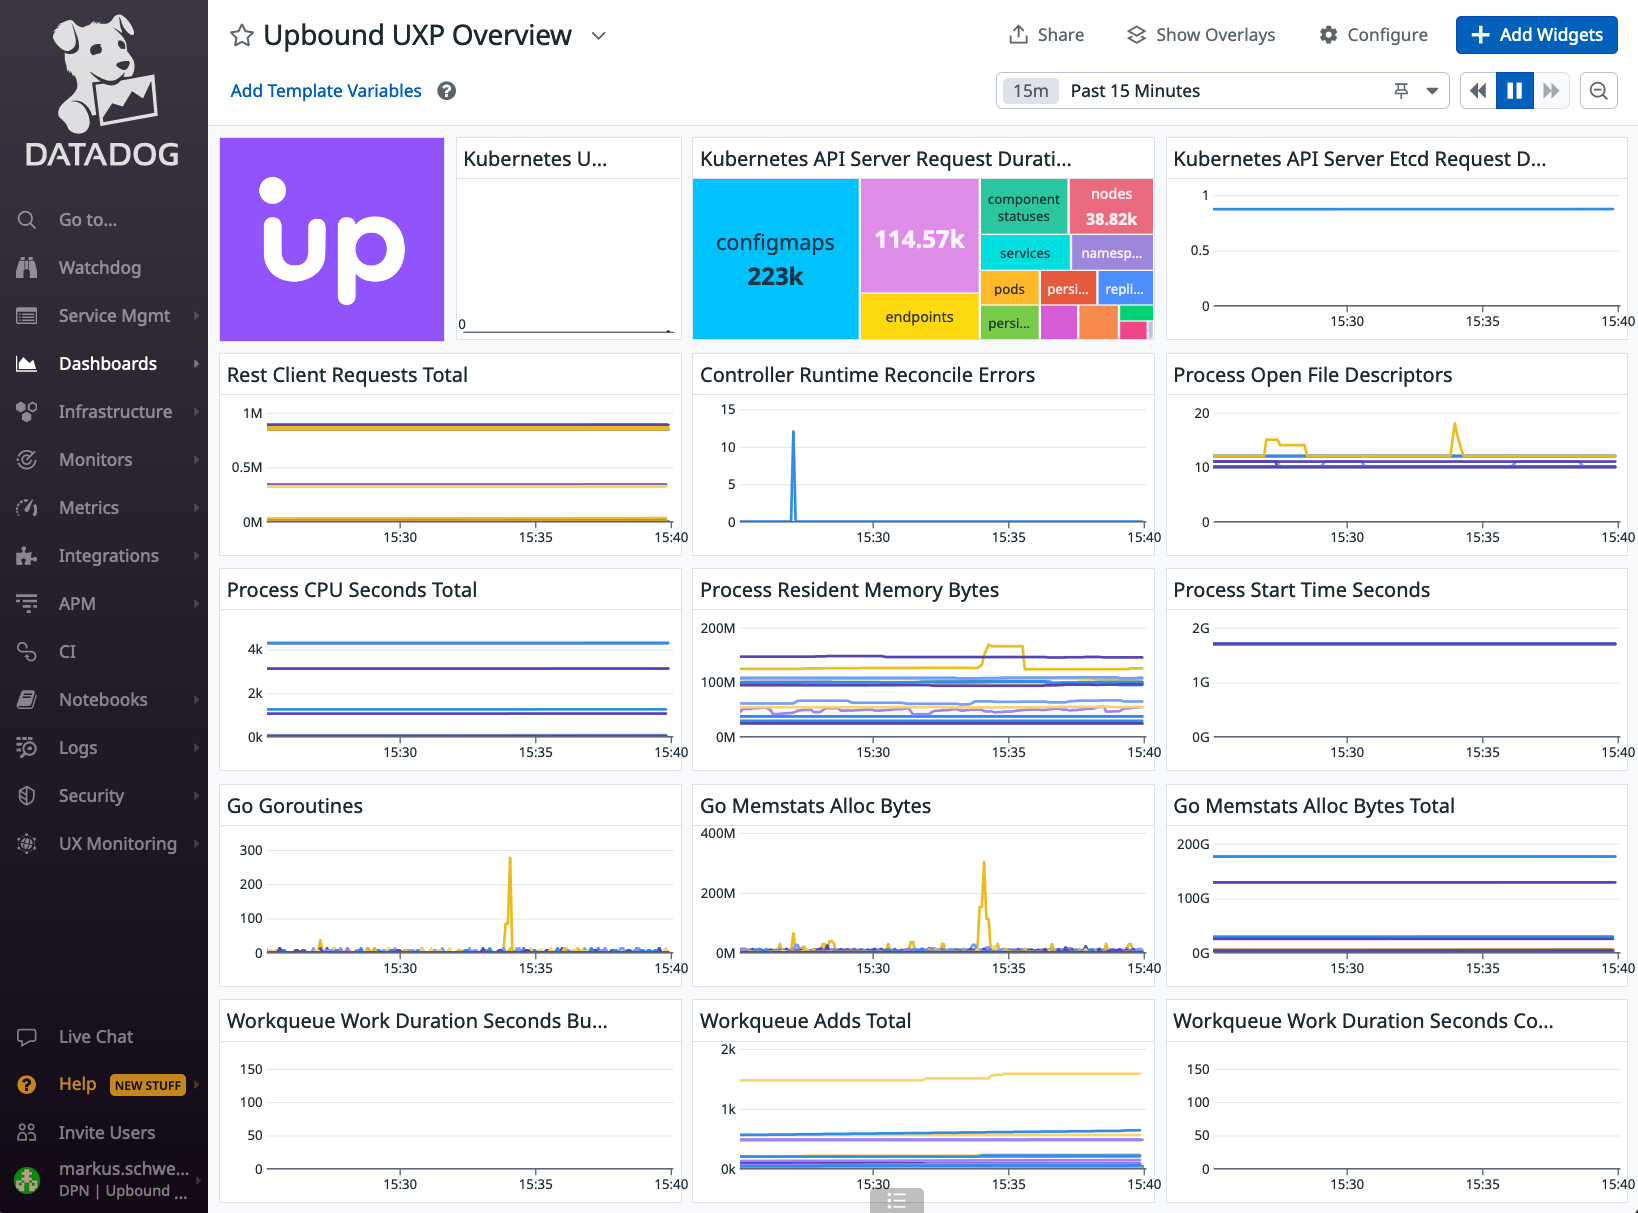 DATADOG
Go to...
Watchdog
Service Mgmt
Dashboards
Infrastructure
Monitors
Metrics
Integrations
APM
CI
Notebooks
Logs
Security
UX Monitoring
Live Chat
Help NEW STUFF
Invite Users
markus.schwe...
DPN | Upbound ...
Upbound UXP Overview
Share
Show Overlays
Configure
Add Widgets
Add Template Variables
15m Past 15 Minutes
up
Kubernetes U...
0
Kubernetes API Server Request Durati...
configmaps
223k
114.57k
endpoints
component
statuses
nodes
38.82k
services
namesp...
pods
persi...
repli...
persi...
Kubernetes API Server Etcd Request D...
1
0.5
0
15:30 15:35 15:40
Rest Client Requests Total
1M
0.5M
0M
15:30 15:35 15:40
Controller Runtime Reconcile Errors
15
10
5
0
15:30 15:35 15:40
Process Open File Descriptors
20
10
0
15:30 15:35 15:40
Process CPU Seconds Total
4k
2k
0k
15:30 15:35 15:40
Process Resident Memory Bytes
200M
100M
0M
15:30 15:35 15:40
Process Start Time Seconds
2G
1G
0G
15:30 15:35 15:40
Go Goroutines
300
200
100
0
15:30 15:35 15:40
Go Memstats Alloc Bytes
400M
200M
0M
15:30 15:35 15:40
Go Memstats Alloc Bytes Total
200G
100G
0G
15:30 15:35 15:40
Workqueue Work Duration Seconds Bu...
150
100
50
0
15:30 15:35 15:40
Workqueue Adds Total
2k
1k
0k
15:30 15:35 15:40
Workqueue Work Duration Seconds Co...
150
100
50
0
15:30 15:35 15:40